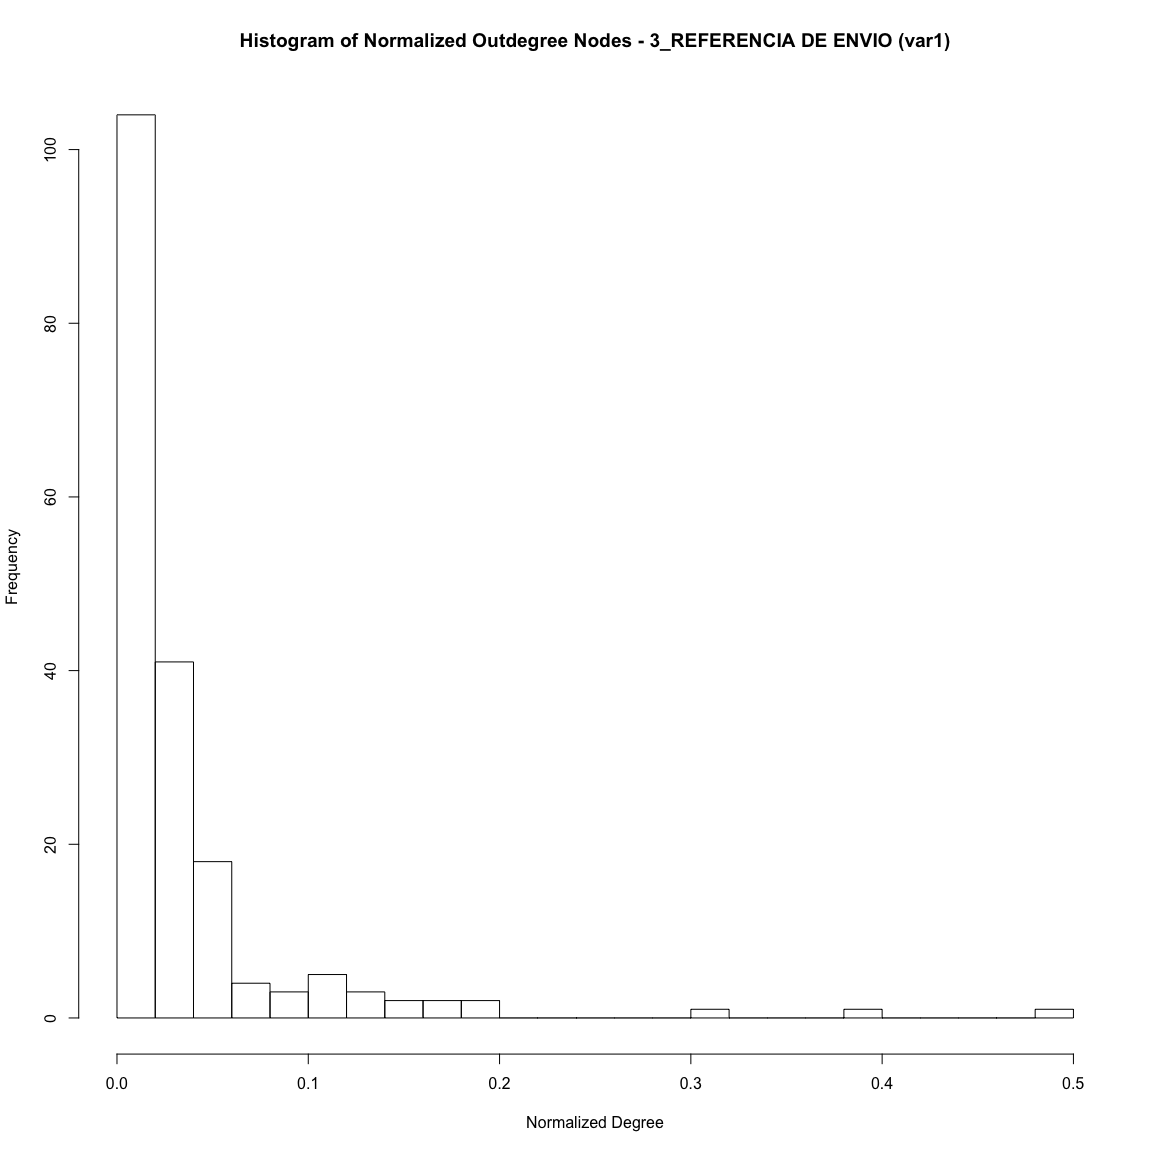 Histogram of Normalized Outdegree Nodes - 3_REFERENCIA DE ENVIO (var1)
100
80
60
40
20
0
Frequency
0.0 0.1 0.2 0.3 0.4 0.5
Normalized Degree